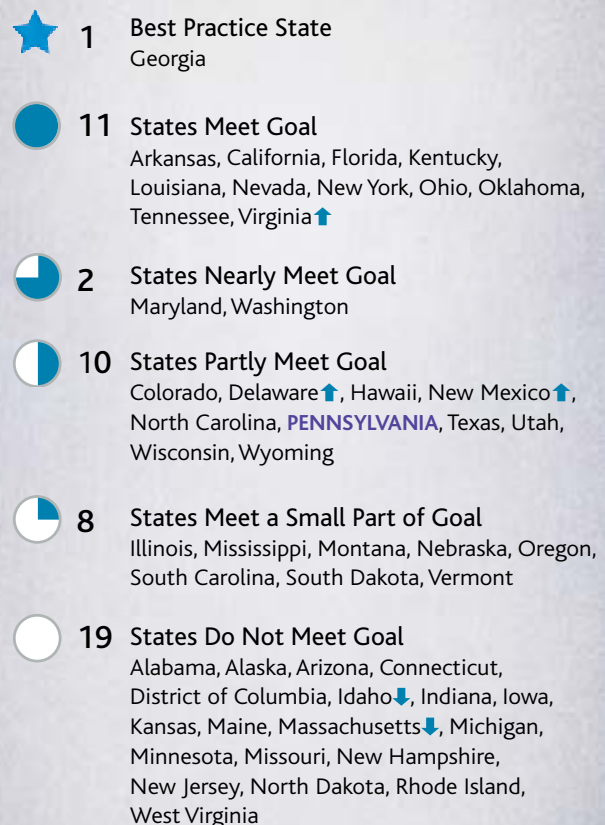 1 Best Practice State
Georgia
11 States Meet Goal
Arkansas, California, Florida, Kentucky,
Louisiana, Nevada, New York, Ohio, Oklahoma,
Tennessee, Virginia⬆
2 States Nearly Meet Goal
Maryland, Washington
10 States Partly Meet Goal
Colorado, Delaware⬆, Hawaii, New Mexico⬆,
North Carolina, PENNSYLVANIA, Texas, Utah,
Wisconsin, Wyoming
8 States Meet a Small Part of Goal
Illinois, Mississippi, Montana, Nebraska, Oregon,
South Carolina, South Dakota, Vermont
19 States Do Not Meet Goal
Alabama, Alaska, Arizona, Connecticut,
District of Columbia, Idaho⬇, Indiana, Iowa,
Kansas, Maine, Massachusetts⬇, Michigan,
Minnesota, Missouri, New Hampshire,
New Jersey, North Dakota, Rhode Island,
West Virginia